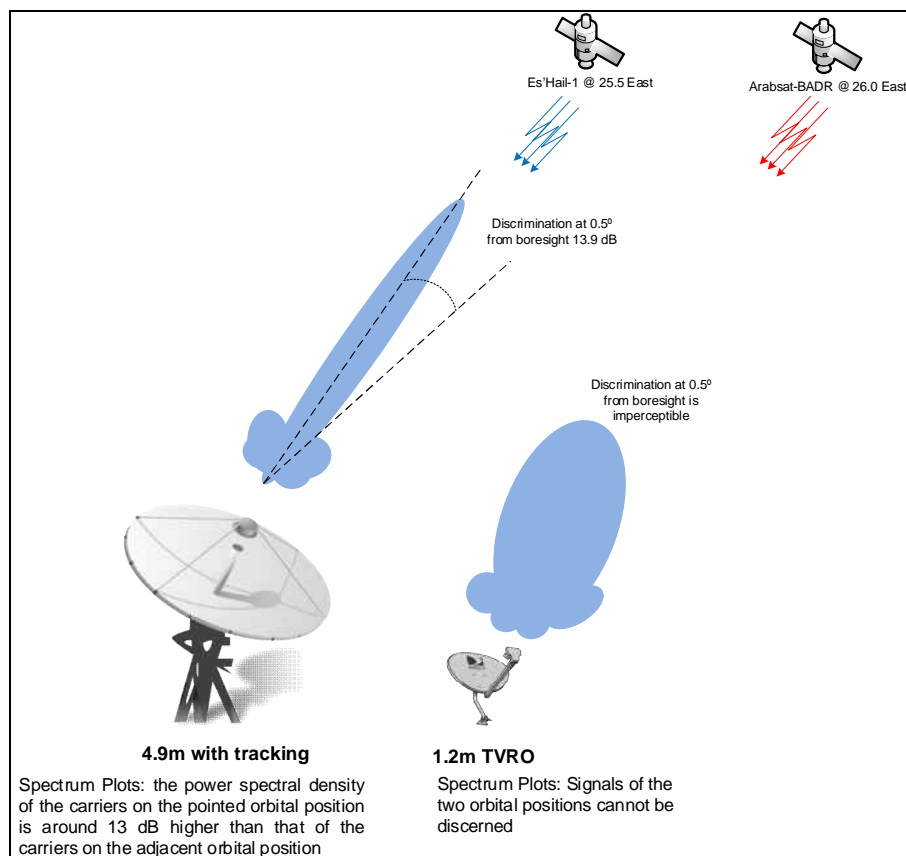 Es'Hail-1 @ 25.5 East
Arabsat-BADR @ 26.0 East
Discrimination at 0.5º
from boresight 13.9 dB
Discrimination at 0.5º
from boresight is
imperceptible
4.9m with tracking
Spectrum Plots: the power spectral density
of the carriers on the pointed orbital position
is around 13 dB higher than that of the
carriers on the adjacent orbital position
1.2m TVRO
Spectrum Plots: Signals of the
two orbital positions cannot be
discerned